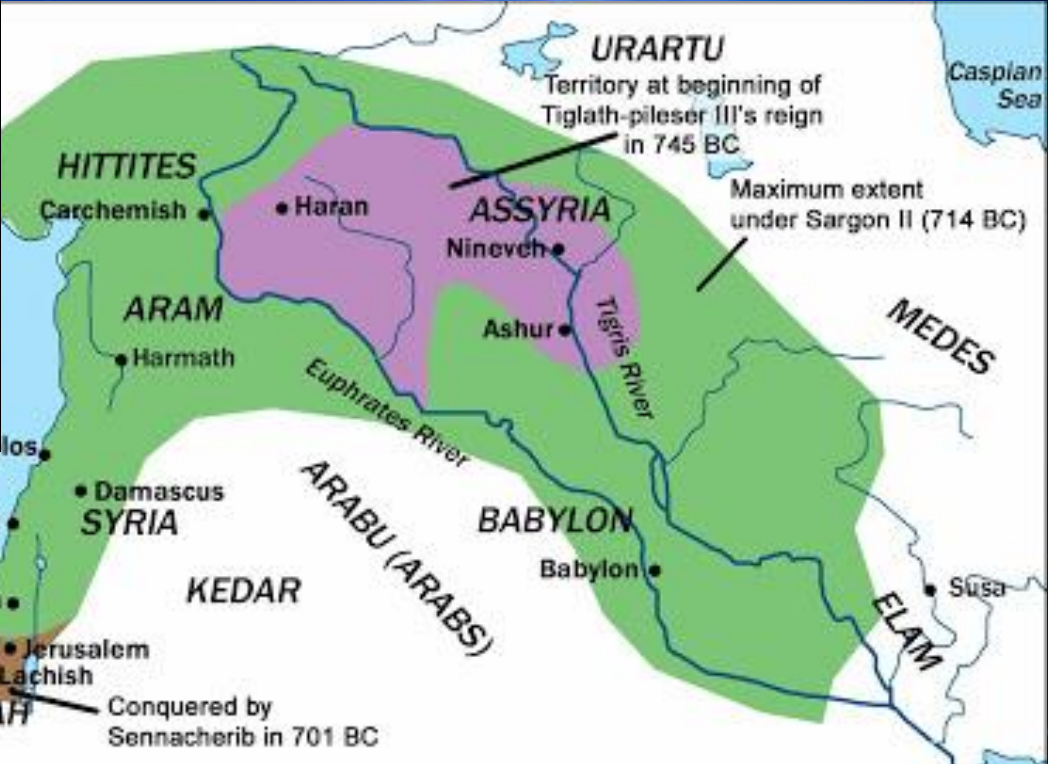 URARTU
Caspian
Sea
Territory at beginning of
Tiglath-pileser III's reign
in 745 BC
HITTITES
Maximum extent
under Sargon II (714 BC)
Carchemish
Haran
ASSYRIA
Nineveh
ARAM
Ashur
Tigris River
MEDES
Harmath
Euphrates River
los
Damascus
SYRIA
ARABU (ARABS)
BABYLON
Babylon
KEDAR
Susa
ELAM
Jerusalem
Lachish
AH
Conquered by
Sennacherib in 701 BC